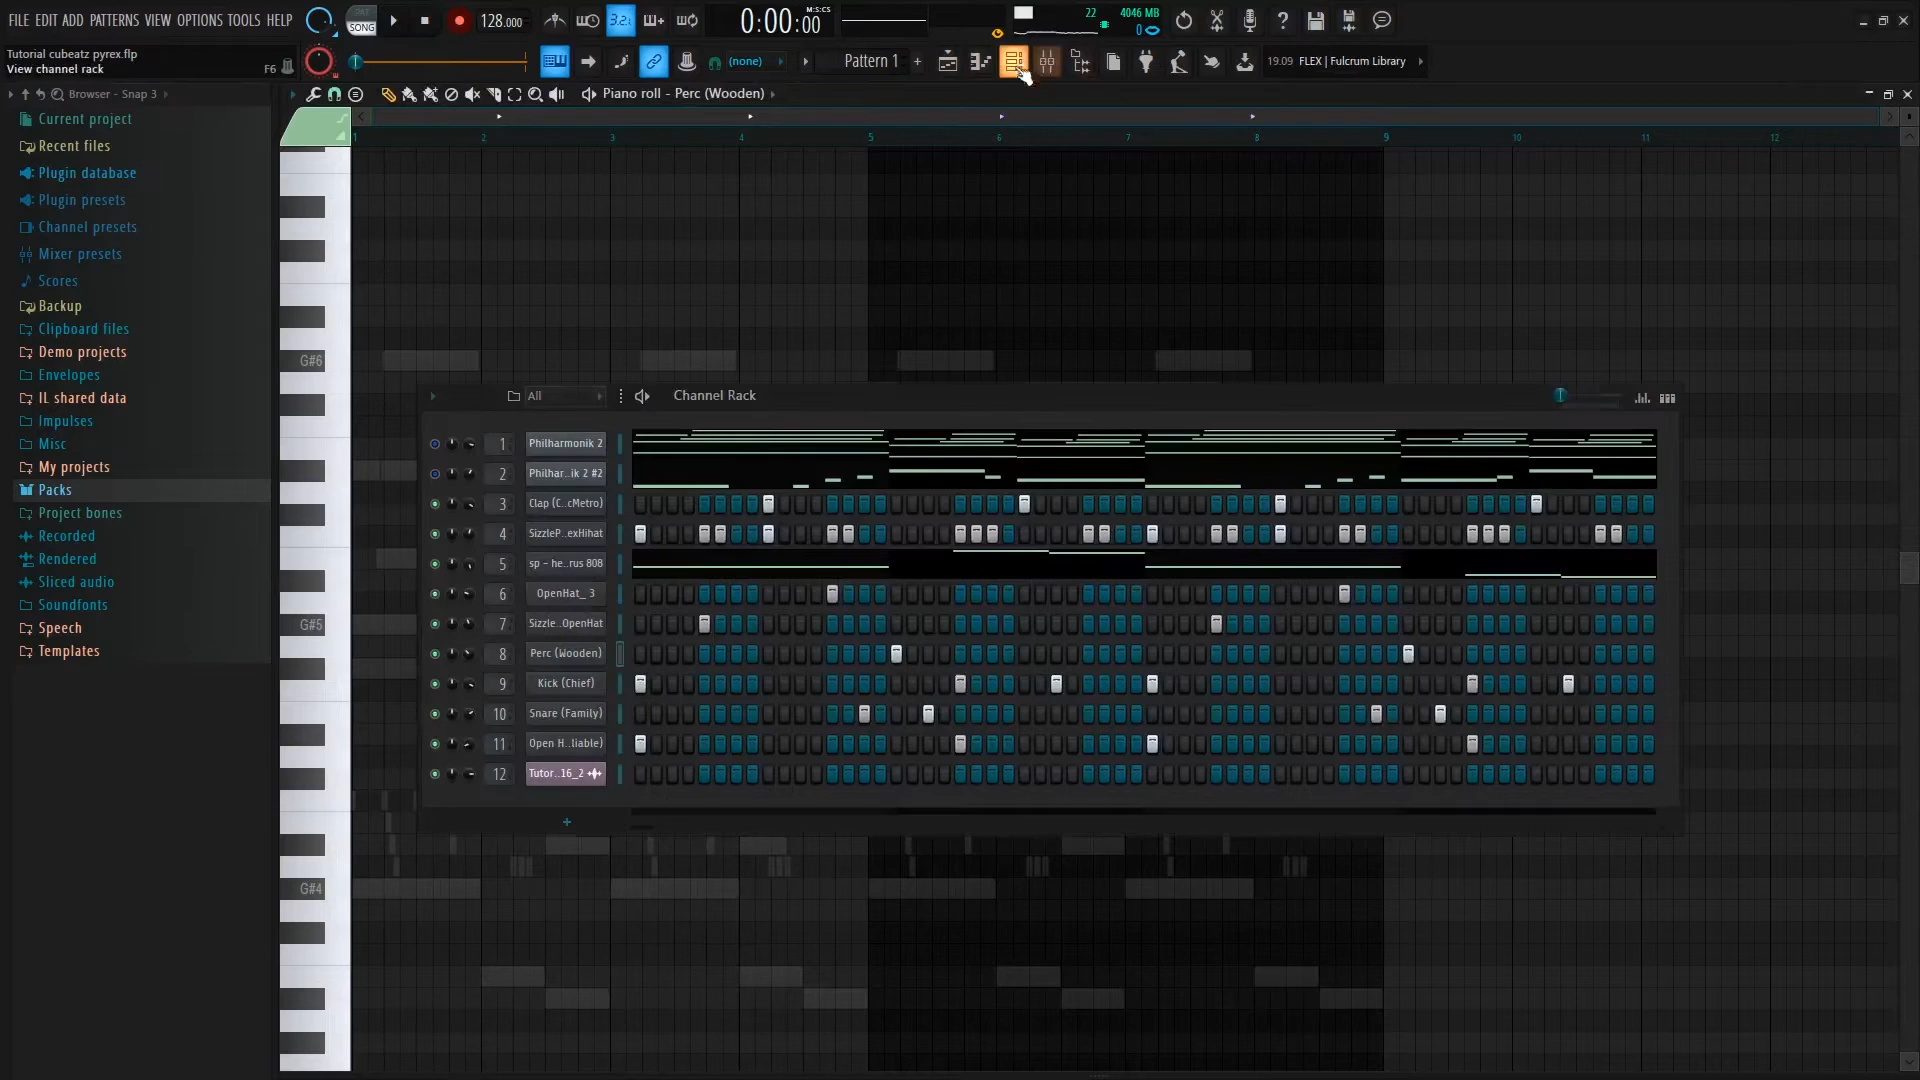 FILE EDIT ADD PATTERNS VIEW OPTIONS TOOLS HELP
PAT
SONG
128.000
3.2.
0:00:00
M:S:CS
22
4046 MB
0
Tutorial cubeatz pyrex.flp
View channel rack
F6
(none)
Pattern 1
+
19.09 FLEX | Fulcrum Library
Browser - Snap 3
Piano roll - Perc (Wooden)
Current project
Recent files
Plugin database
Plugin presets
Channel presets
Mixer presets
Scores
Backup
Clipboard files
Demo projects
Envelopes
IL shared data
Impulses
Misc
My projects
Packs
Project bones
Recorded
Rendered
Sliced audio
Soundfonts
Speech
Templates
1 2 3 4 5 6 7 8 9 10 11 12
G#6
G#5
G#4
All
Channel Rack
1 Philharmonik 2
2 Philhar..ik 2 #2
3 Clap (C..cMetro)
4 SizzleP..exHihat
5 sp - he..rus 808
6 OpenHat_ 3
7 Sizzle..OpenHat
8 Perc (Wooden)
9 Kick (Chief)
10 Snare (Family)
11 Open H..liable)
12 Tutor..16_2
+